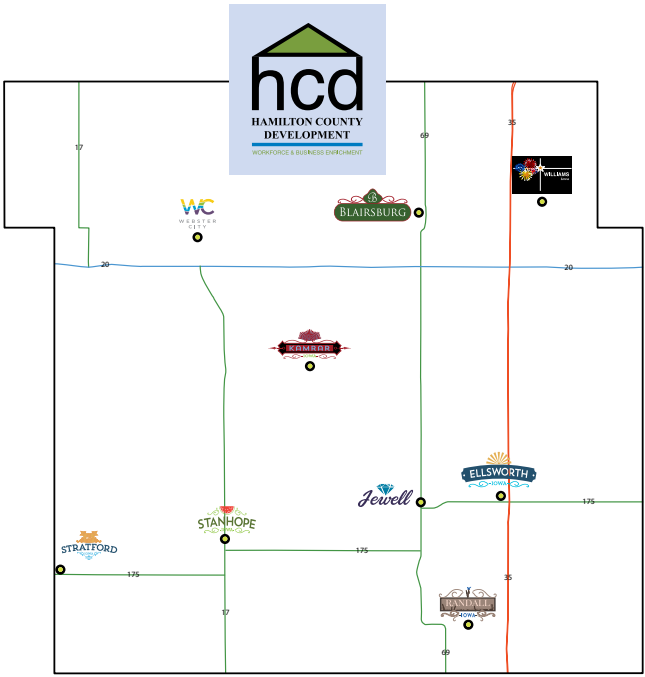 hcd
HAMILTON COUNTY
DEVELOPMENT
WORKFORCE & BUSINESS ENRICHMENT
35
69
17
WILLIAMS
WC
WEBSTER
CITY
B
BLAIRSBURG
20
20
KAMRAR
ELLSWORTH
IOWA
Jewell
175
STANHOPE
STRATFORD
175
175
35
RANDALL
IOWA
17
69